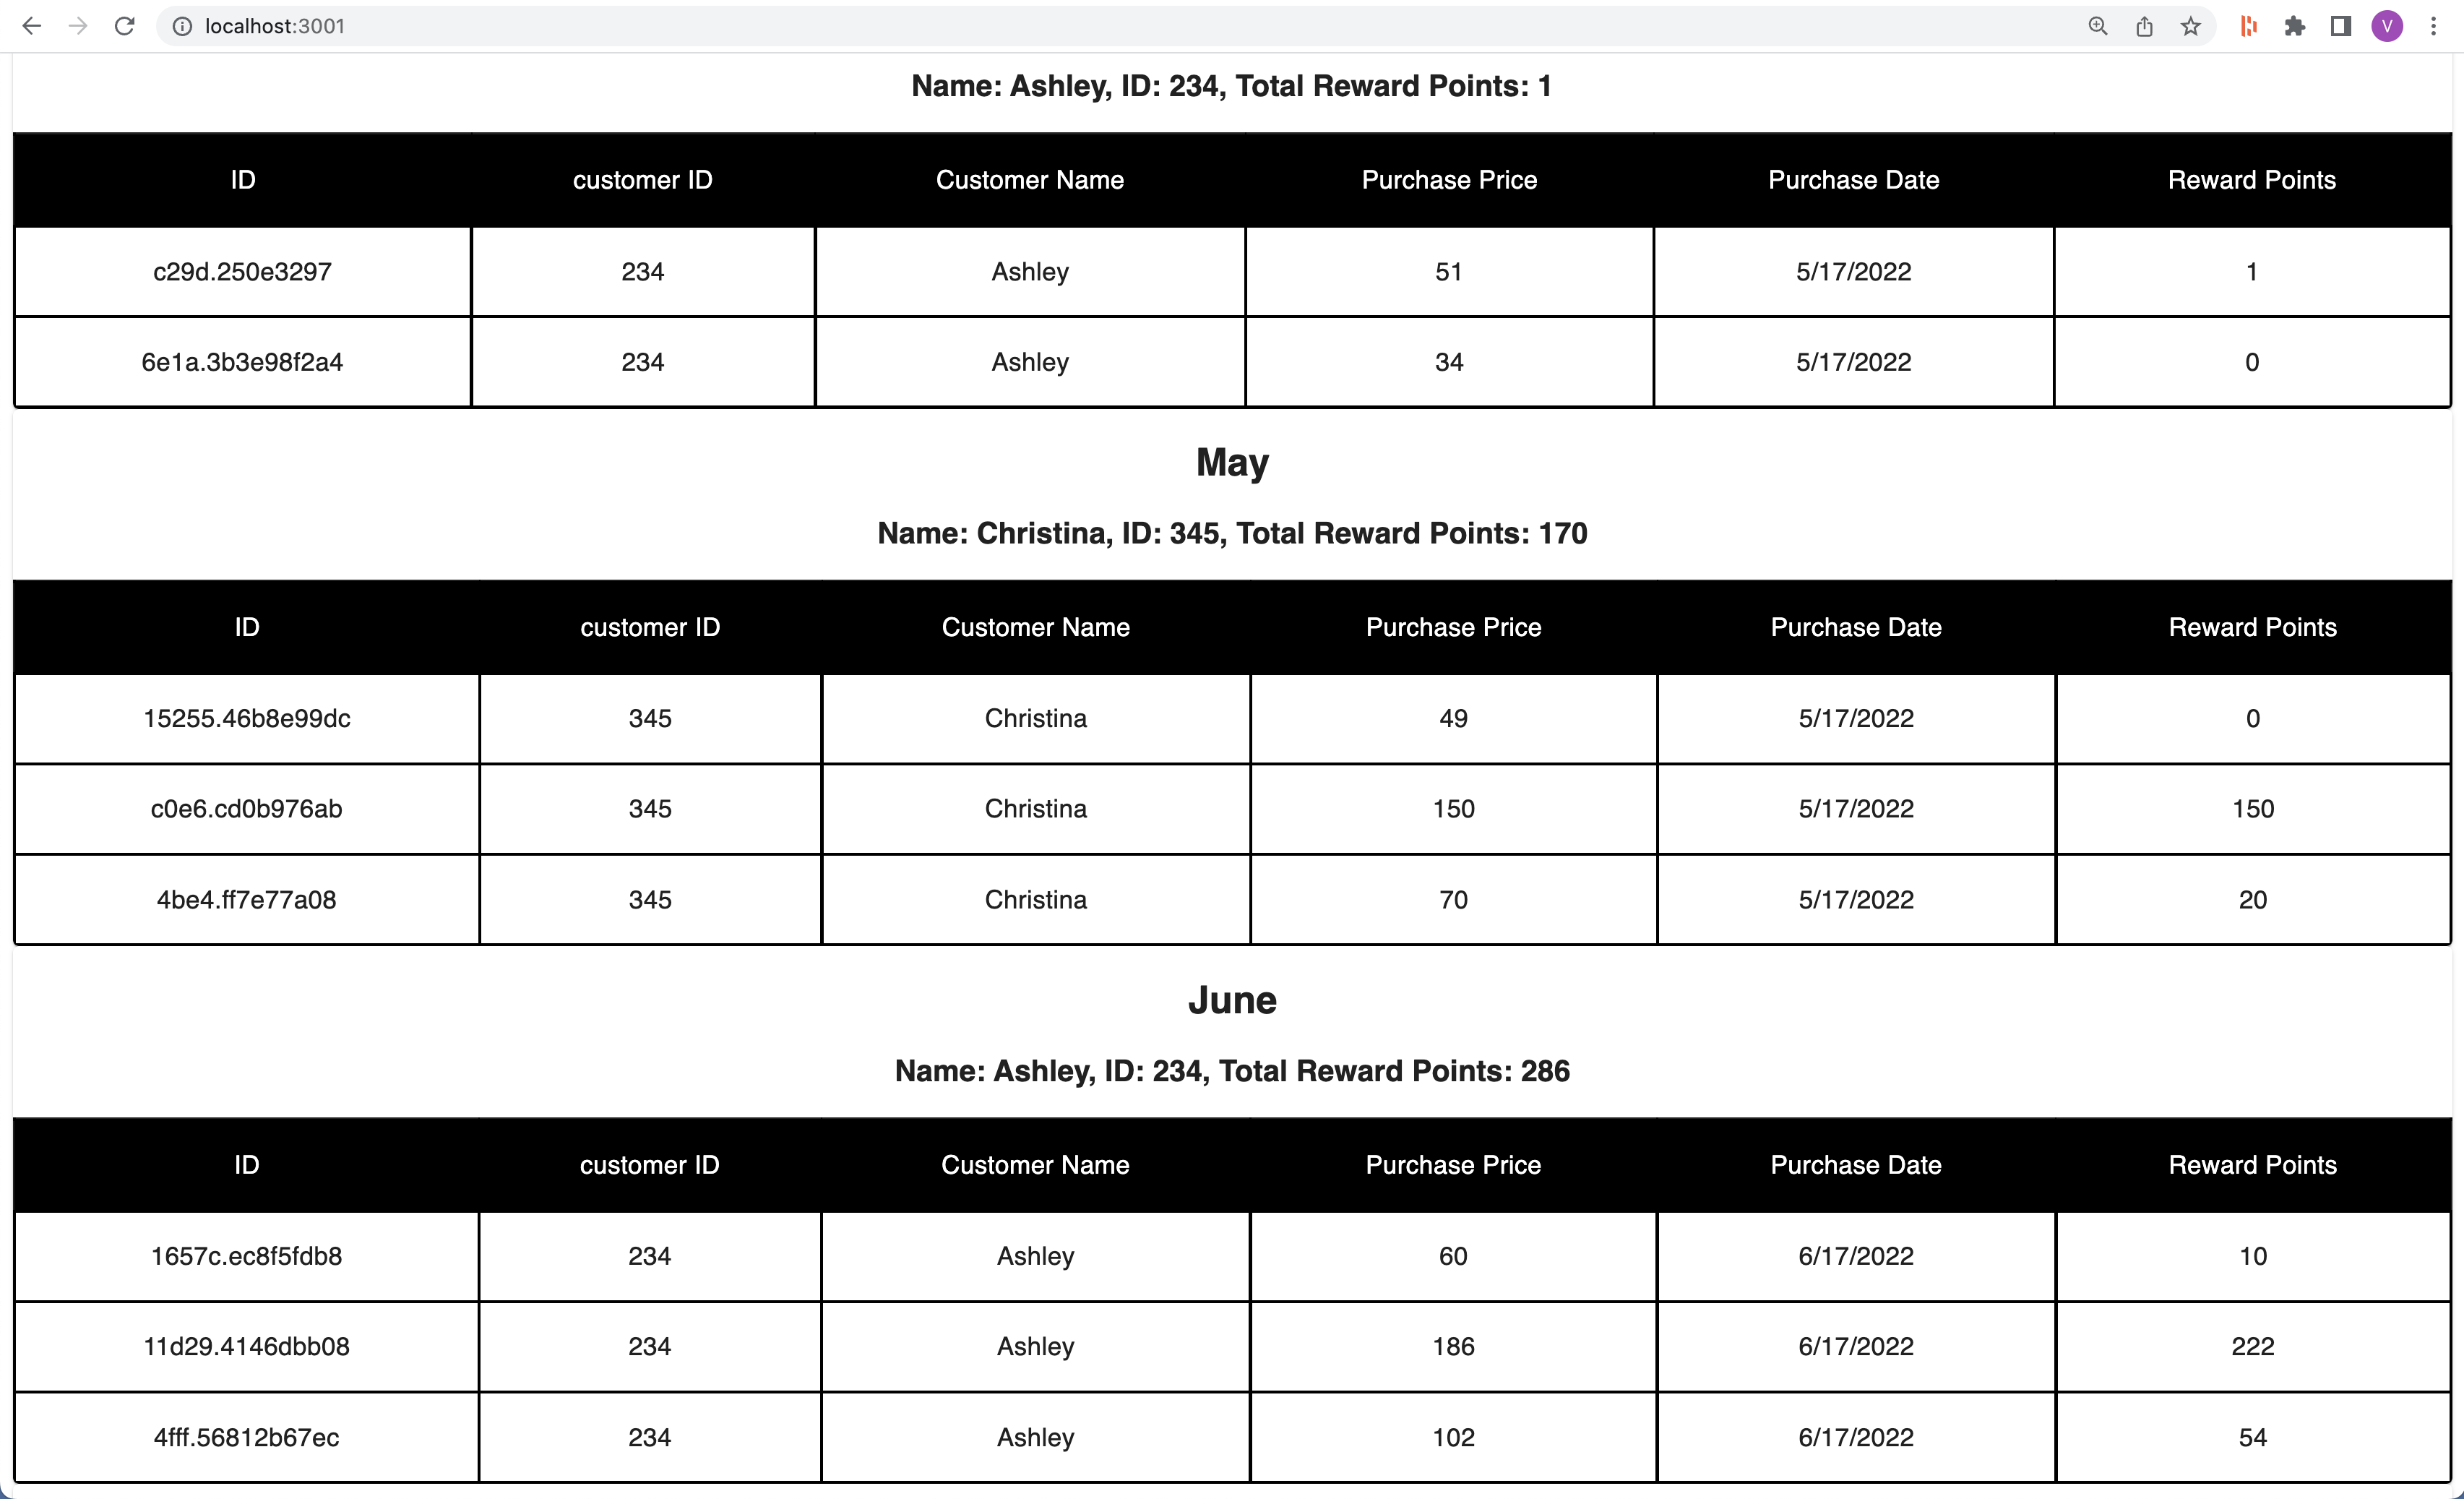 localhost:3001
V
Name: Ashley, ID: 234, Total Reward Points: 1
ID customer ID Customer Name Purchase Price Purchase Date Reward Points
c29d.250e3297 234 Ashley 51 5/17/2022 1
6e1a.3b3e98f2a4 234 Ashley 34 5/17/2022 0
May
Name: Christina, ID: 345, Total Reward Points: 170
ID customer ID Customer Name Purchase Price Purchase Date Reward Points
15255.46b8e99dc 345 Christina 49 5/17/2022 0
c0e6.cd0b976ab 345 Christina 150 5/17/2022 150
4be4.ff7e77a08 345 Christina 70 5/17/2022 20
June
Name: Ashley, ID: 234, Total Reward Points: 286
ID customer ID Customer Name Purchase Price Purchase Date Reward Points
1657c.ec8f5fdb8 234 Ashley 60 6/17/2022 10
11d29.4146dbb08 234 Ashley 186 6/17/2022 222
4fff.56812b67ec 234 Ashley 102 6/17/2022 54